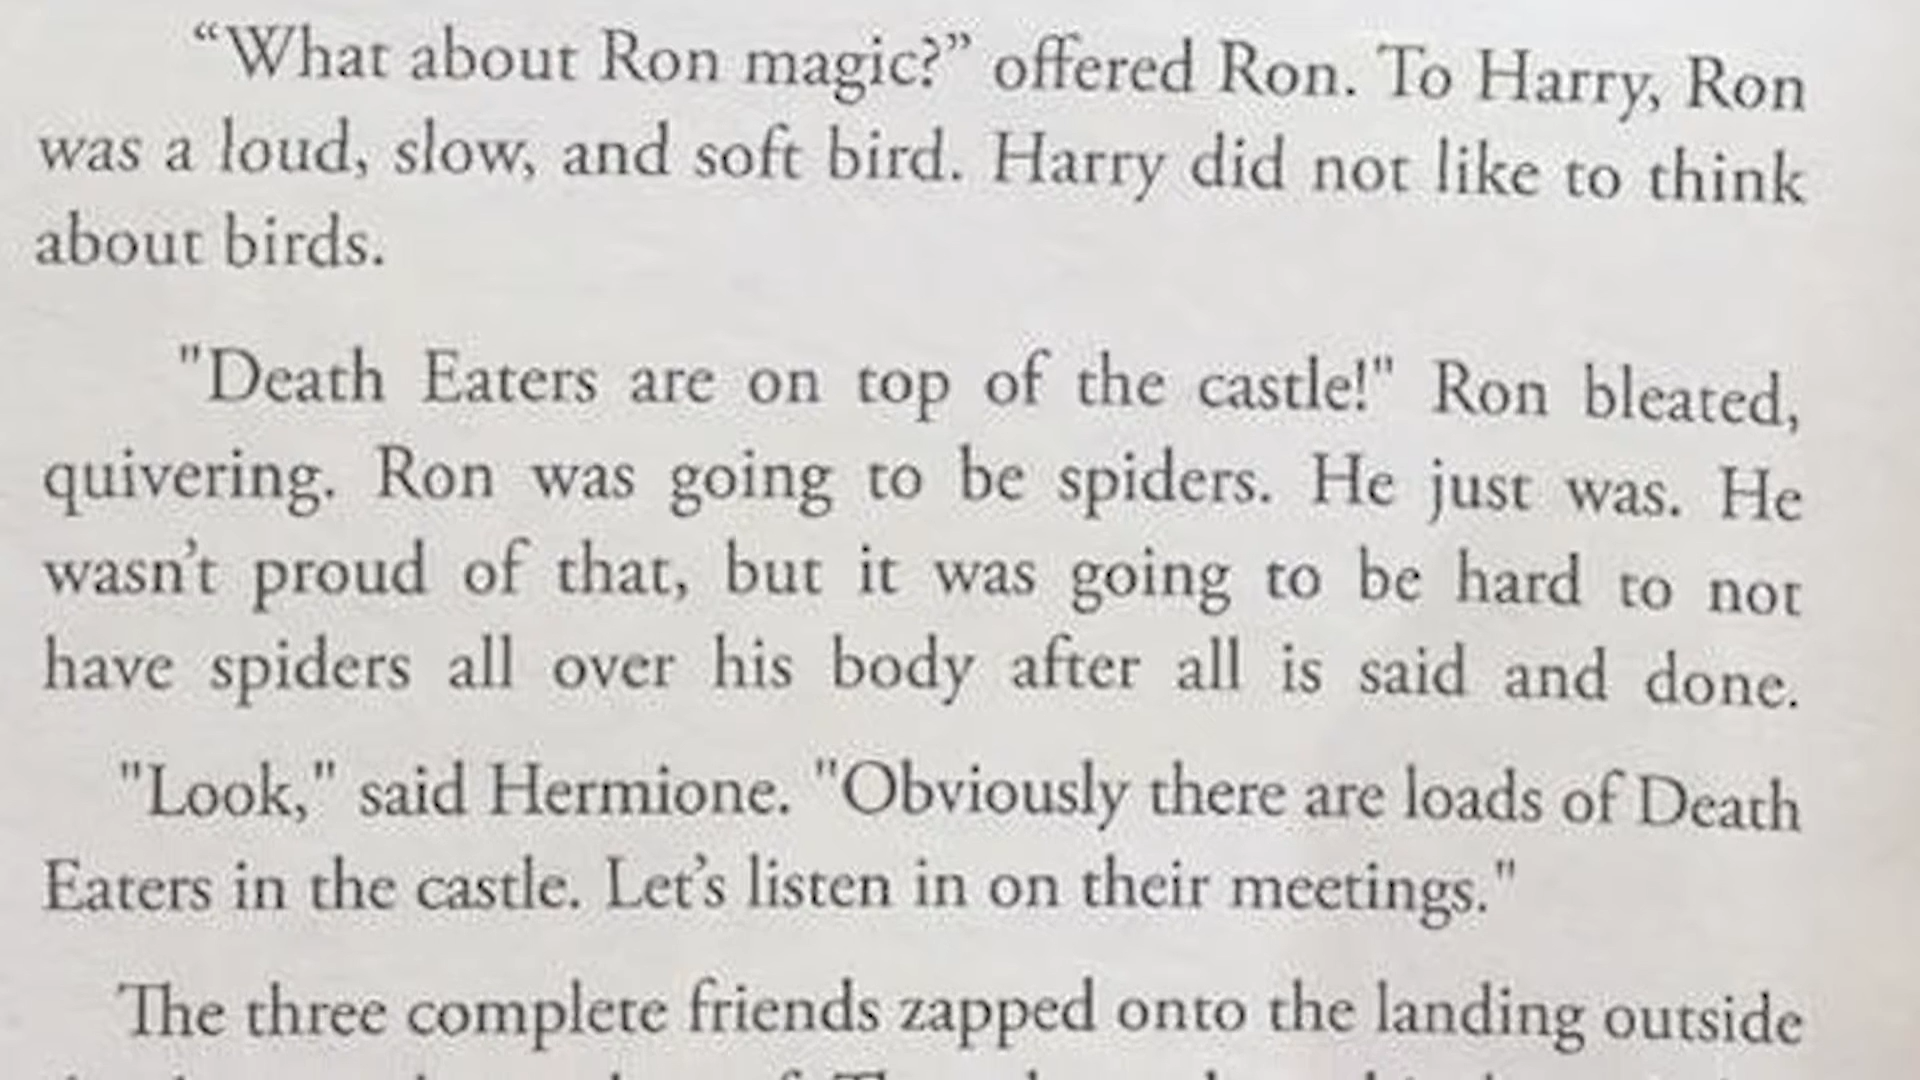 “What about Ron magic?” offered Ron. To Harry, Ron
was a loud, slow, and soft bird. Harry did not like to think
about birds.
"Death Eaters are on top of the castle!" Ron bleated,
quivering. Ron was going to be spiders. He just was. He
wasn’t proud of that, but it was going to be hard to not
have spiders all over his body after all is said and done.
"Look," said Hermione. "Obviously there are loads of Death
Eaters in the castle. Let’s listen in on their meetings."
The three complete friends zapped onto the landing outside